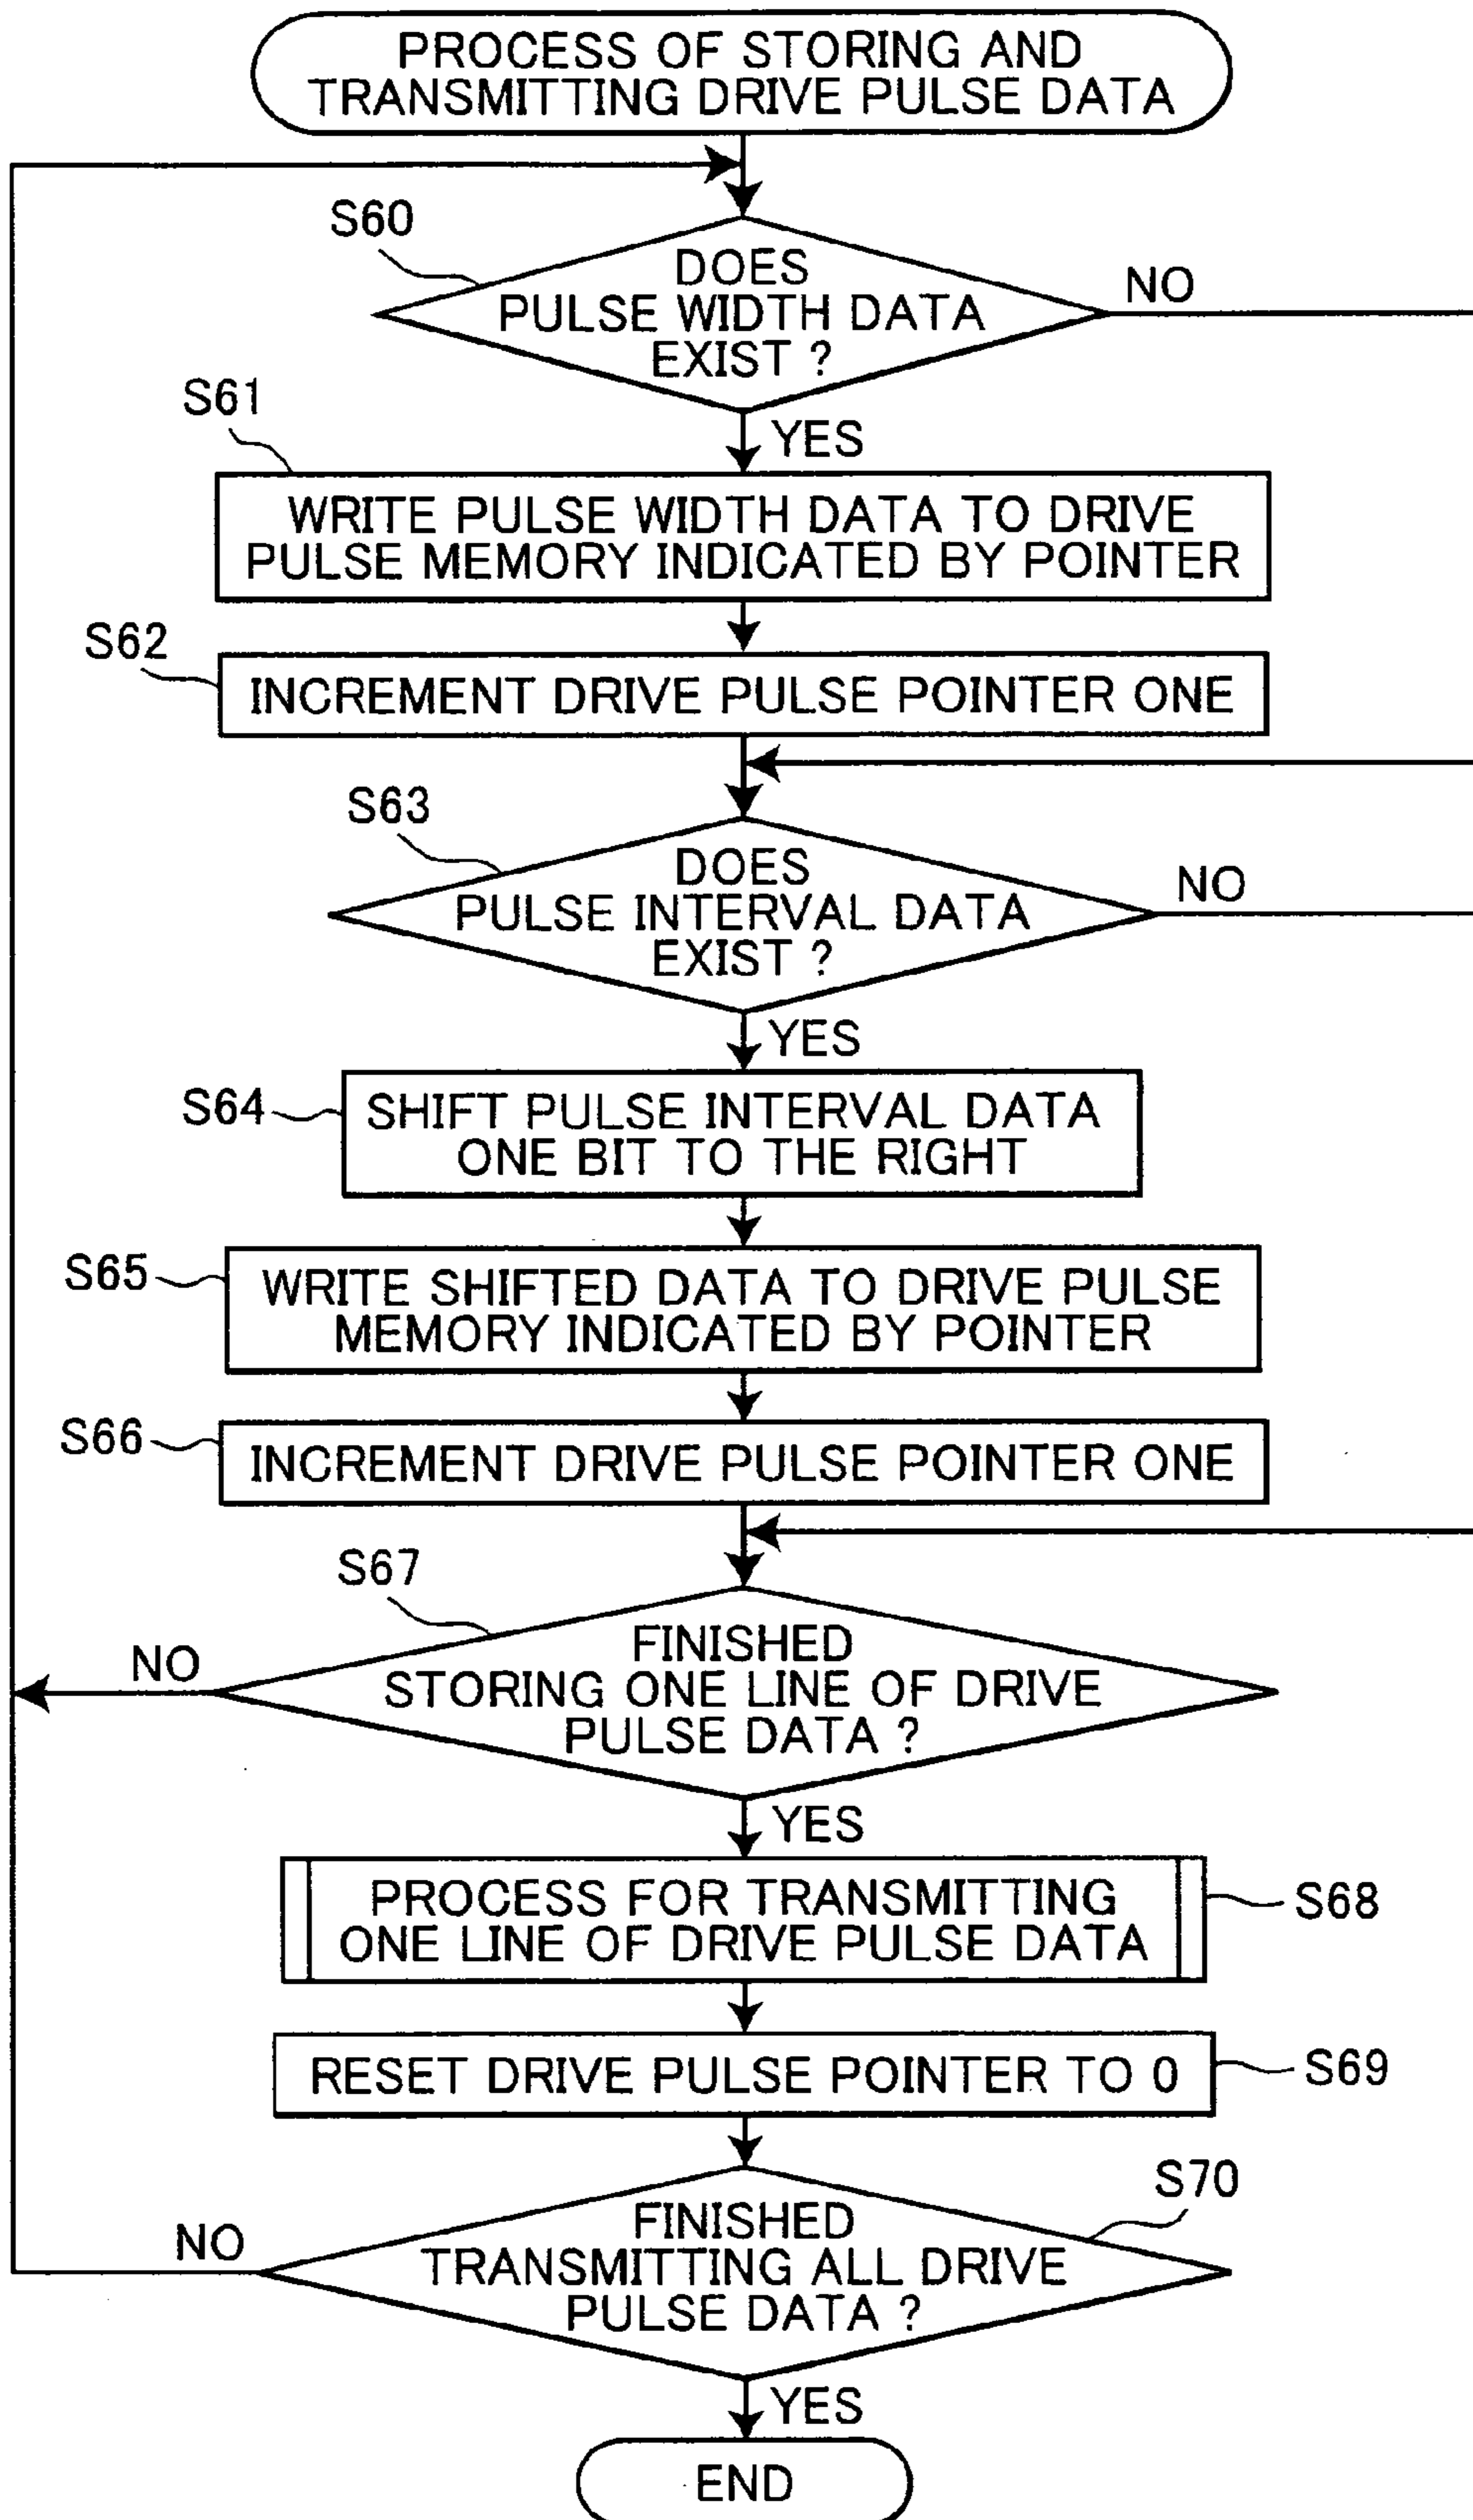 PROCESS OF STORING AND
TRANSMITTING DRIVE PULSE DATA
S60
DOES
PULSE WIDTH DATA
EXIST ?
NO
YES
S61
WRITE PULSE WIDTH DATA TO DRIVE
PULSE MEMORY INDICATED BY POINTER
S62
INCREMENT DRIVE PULSE POINTER ONE
S63
DOES
PULSE INTERVAL DATA
EXIST ?
NO
YES
S64
SHIFT PULSE INTERVAL DATA
ONE BIT TO THE RIGHT
S65
WRITE SHIFTED DATA TO DRIVE PULSE
MEMORY INDICATED BY POINTER
S66
INCREMENT DRIVE PULSE POINTER ONE
S67
FINISHED
STORING ONE LINE OF DRIVE
PULSE DATA ?
NO
YES
PROCESS FOR TRANSMITTING
ONE LINE OF DRIVE PULSE DATA
S68
RESET DRIVE PULSE POINTER TO 0
S69
S70
FINISHED
TRANSMITTING ALL DRIVE
PULSE DATA ?
NO
YES
END